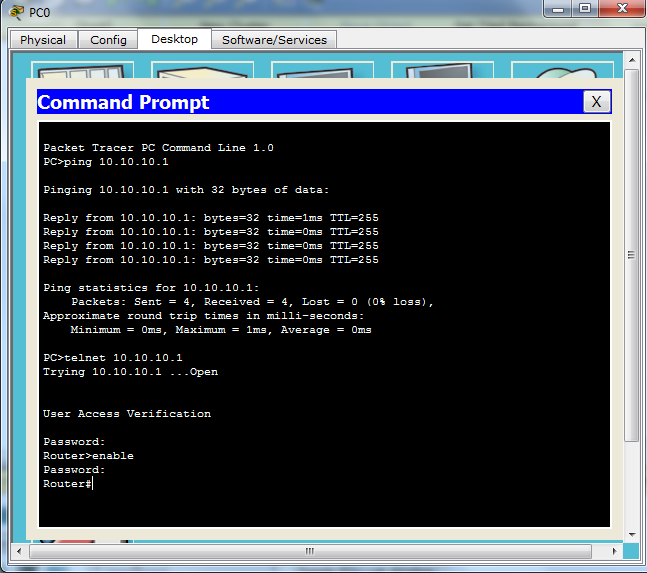 PC0
Physical
Config
Desktop
Software/Services
Command Prompt
X
Packet Tracer PC Command Line 1.0
PC>ping 10.10.10.1
Pinging 10.10.10.1 with 32 bytes of data:
Reply from 10.10.10.1: bytes=32 time=1ms TTL=255
Reply from 10.10.10.1: bytes=32 time=0ms TTL=255
Reply from 10.10.10.1: bytes=32 time=0ms TTL=255
Reply from 10.10.10.1: bytes=32 time=0ms TTL=255
Ping statistics for 10.10.10.1:
Packets: Sent = 4, Received = 4, Lost = 0 (0% loss),
Approximate round trip times in milli-seconds:
Minimum = 0ms, Maximum = 1ms, Average = 0ms
PC>telnet 10.10.10.1
Trying 10.10.10.1 ...Open
User Access Verification
Password:
Router>enable
Password:
Router#